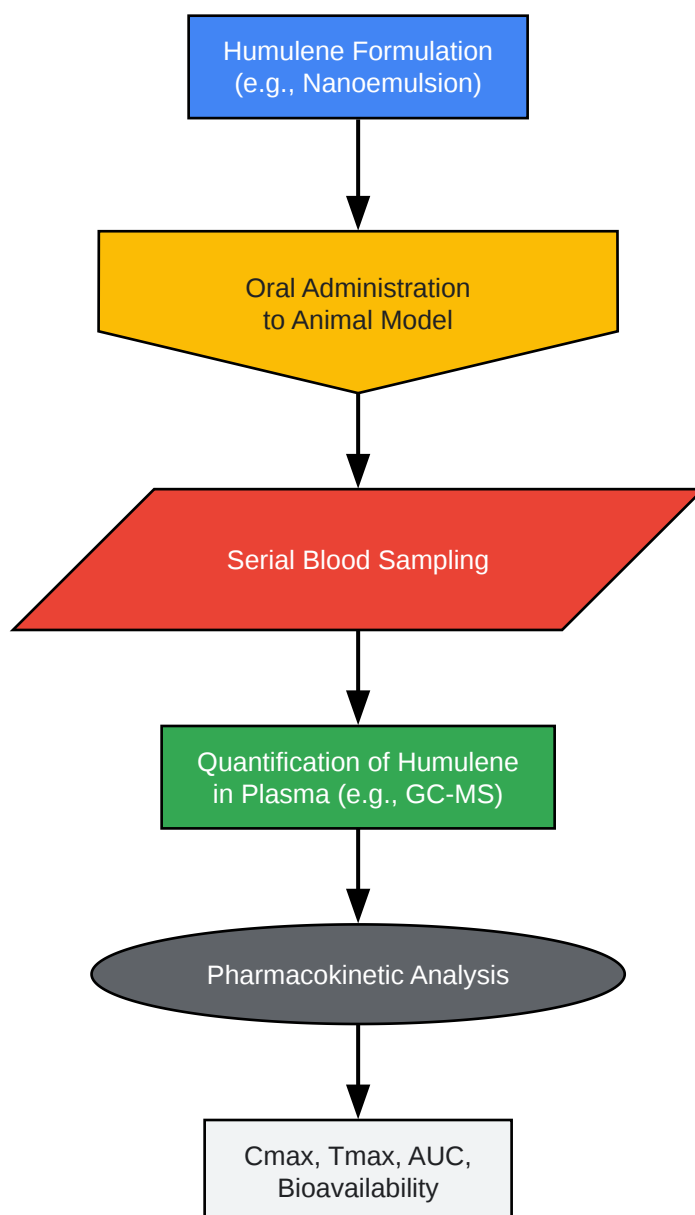 Humulene Formulation
(e.g., Nanoemulsion)
Oral Administration
to Animal Model
Serial Blood Sampling
Quantification of Humulene
in Plasma (e.g., GC-MS)
Pharmacokinetic Analysis
Cmax, Tmax, AUC,
Bioavailability